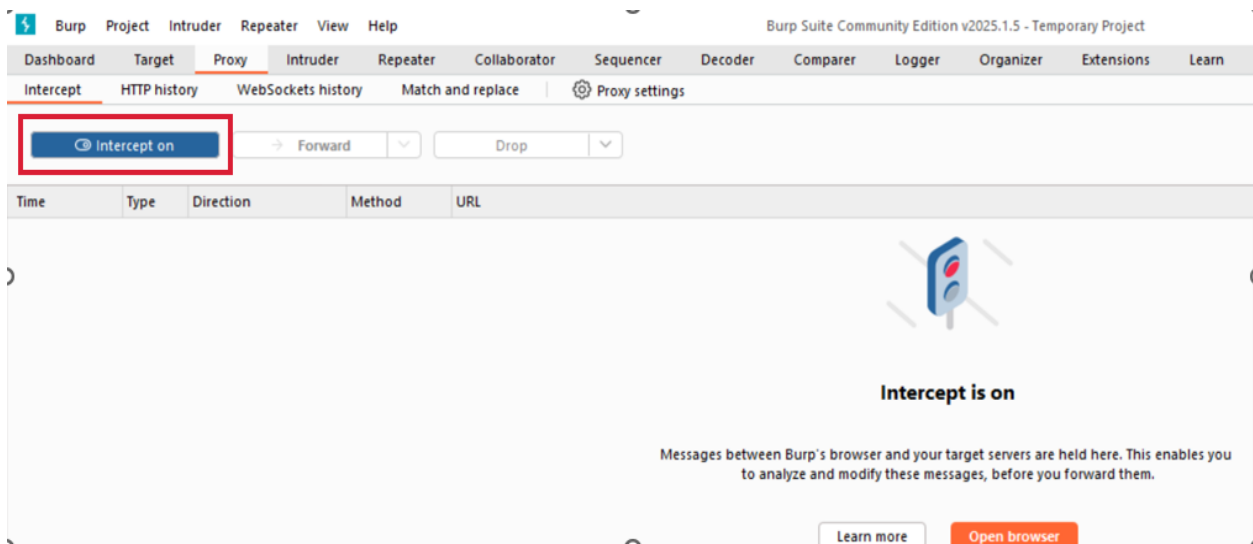 Burp Project Intruder Repeater View Help Burp Suite Community Edition v2025.1.5 - Temporary Project
Dashboard Target Proxy Intruder Repeater Collaborator Sequencer Decoder Comparer Logger Organizer Extensions Learn
Intercept HTTP history WebSockets history Match and replace Proxy settings
Intercept on Forward Drop
Time Type Direction Method URL
Intercept is on
Messages between Burp's browser and your target servers are held here. This enables you
to analyze and modify these messages, before you forward them.
Learn more Open browser